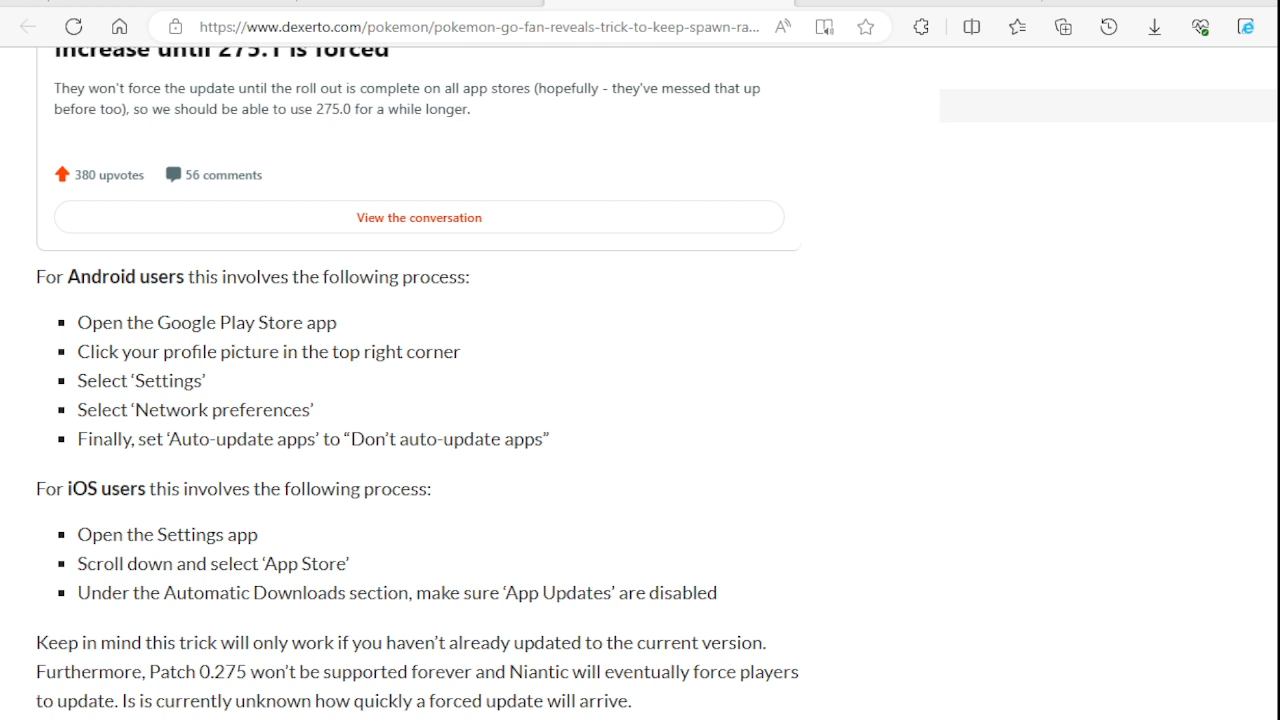 https://www.dexerto.com/pokemon/pokemon-go-fan-reveals-trick-to-keep-spawn-ra...
increase until 275.1 is forced
They won't force the update until the roll out is complete on all app stores (hopefully - they've messed that up
before too), so we should be able to use 275.0 for a while longer.
380 upvotes 56 comments
View the conversation
For Android users this involves the following process:
▪ Open the Google Play Store app
▪ Click your profile picture in the top right corner
▪ Select ‘Settings’
▪ Select ‘Network preferences’
▪ Finally, set ‘Auto-update apps’ to “Don’t auto-update apps”
For iOS users this involves the following process:
▪ Open the Settings app
▪ Scroll down and select ‘App Store’
▪ Under the Automatic Downloads section, make sure ‘App Updates’ are disabled
Keep in mind this trick will only work if you haven’t already updated to the current version.
Furthermore, Patch 0.275 won’t be supported forever and Niantic will eventually force players
to update. Is is currently unknown how quickly a forced update will arrive.